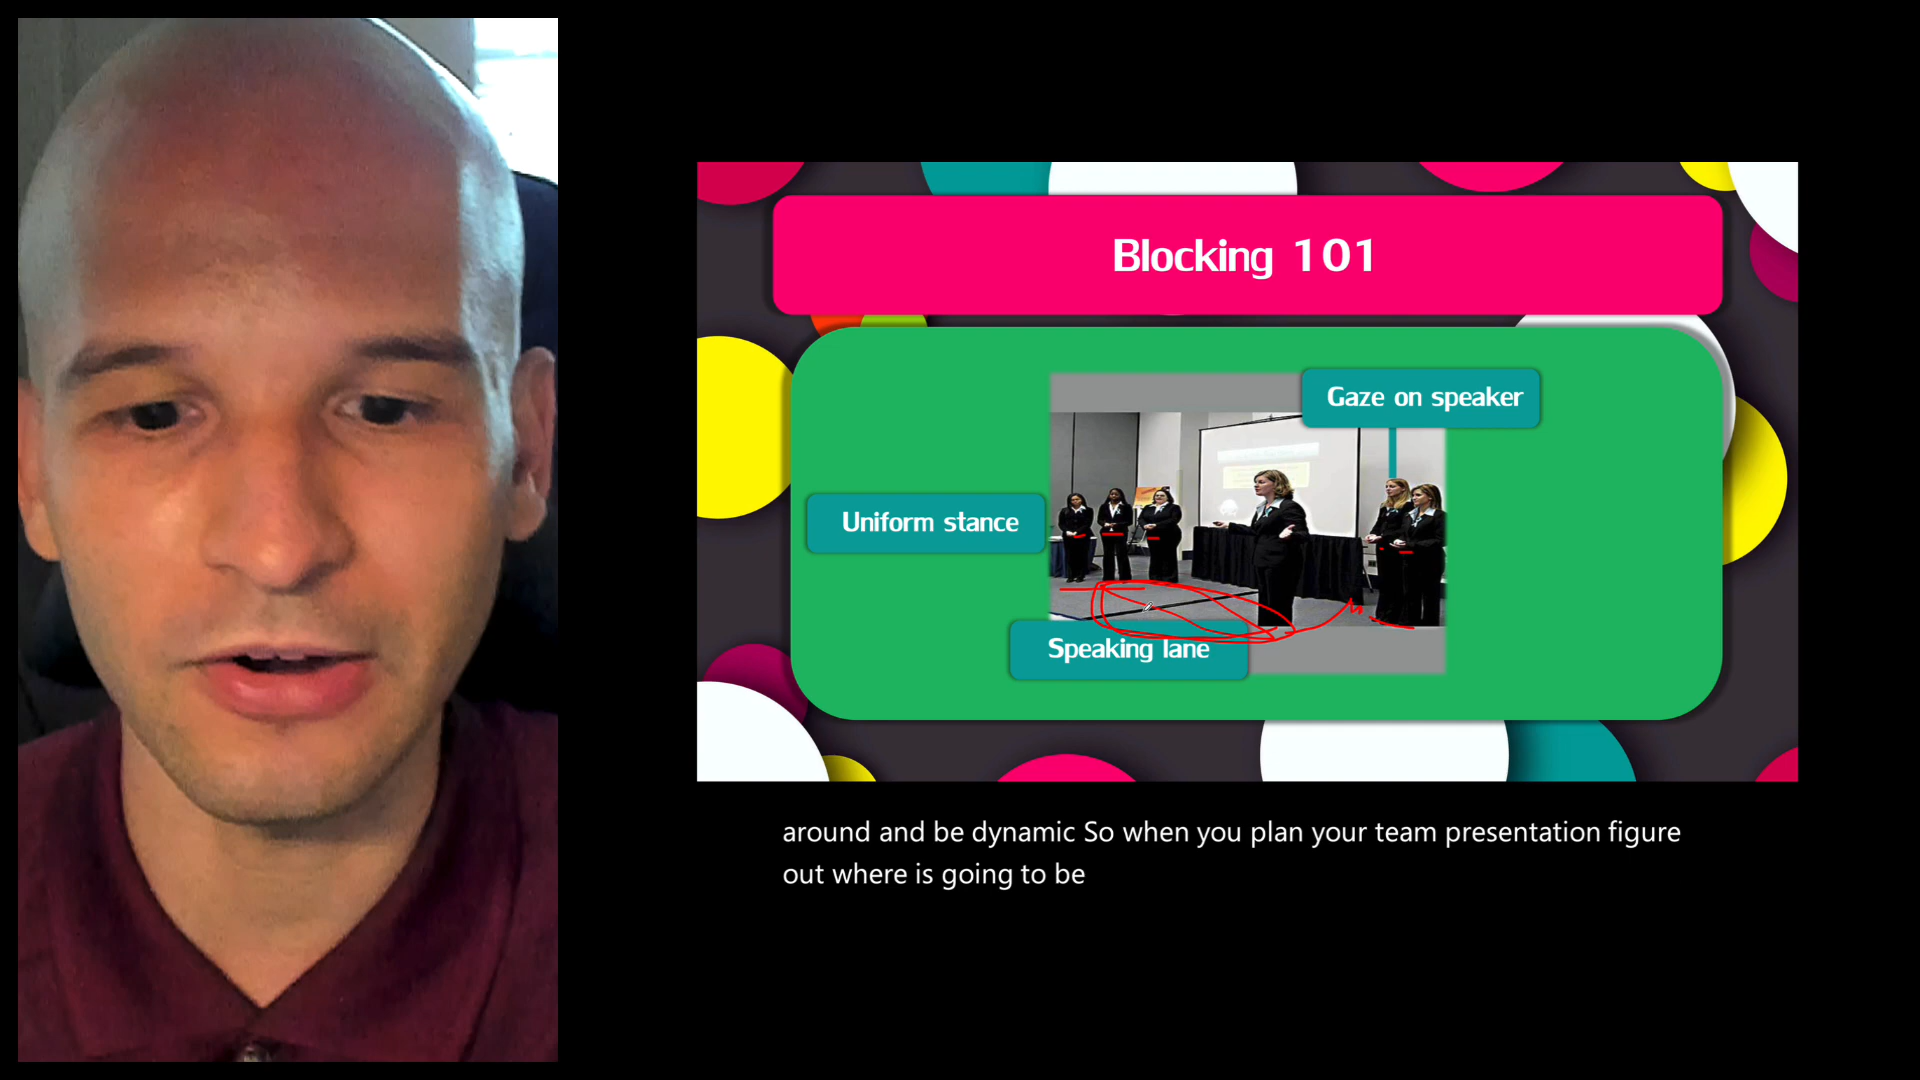 Blocking 101
Gaze on speaker
Uniform stance
Speaking lane
around and be dynamic So when you plan your team presentation figure
out where is going to be